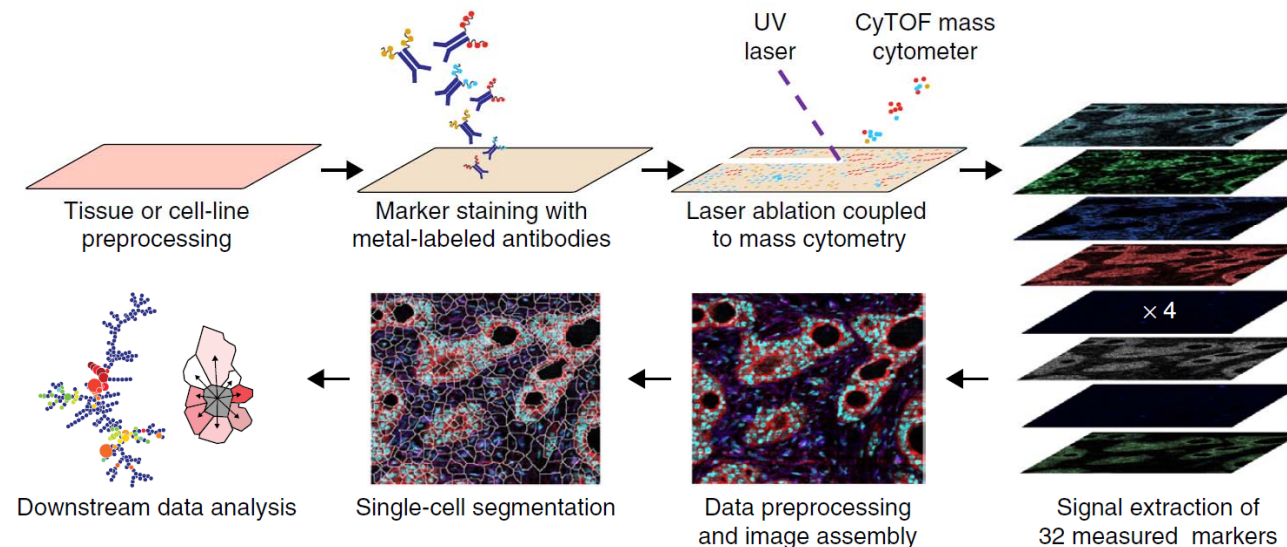 UV
laser
CyTOF mass
cytometer
Tissue or cell-line
preprocessing
Marker staining with
metal-labeled antibodies
Laser ablation coupled
to mass cytometry
× 4
Signal extraction of
32 measured markers
Data preprocessing
and image assembly
Single-cell segmentation
Downstream data analysis